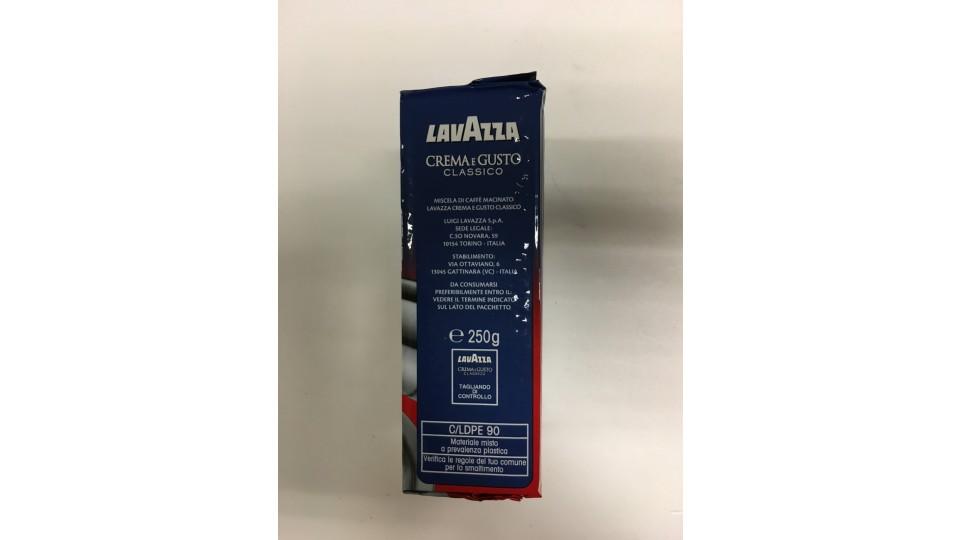 LAVAZZA
CREMA E GUSTO
CLASSICO
MISCELA DI CAFFÈ MACINATO
LAVAZZA CREMA E GUSTO CLASSICO
LUIGI LAVAZZA S.p.A.
SEDE LEGALE:
C.SO NOVARA, 59
10154 TORINO - ITALIA
STABILIMENTO:
VIA OTTAVIANO, 6
13045 GATTINARA (VC) - ITALIA
DA CONSUMARSI
PREFERIBILMENTE ENTRO IL:
VEDERE IL TERMINE INDICATO
SUL LATO DEL PACCHETTO
℮ 250g
LAVAZZA
CREMA E GUSTO
CLASSICO
TAGLIANDO
DI
CONTROLLO
C/LDPE 90
Materiale misto
a prevalenza plastica
Verifica le regole del tuo comune
per lo smaltimento